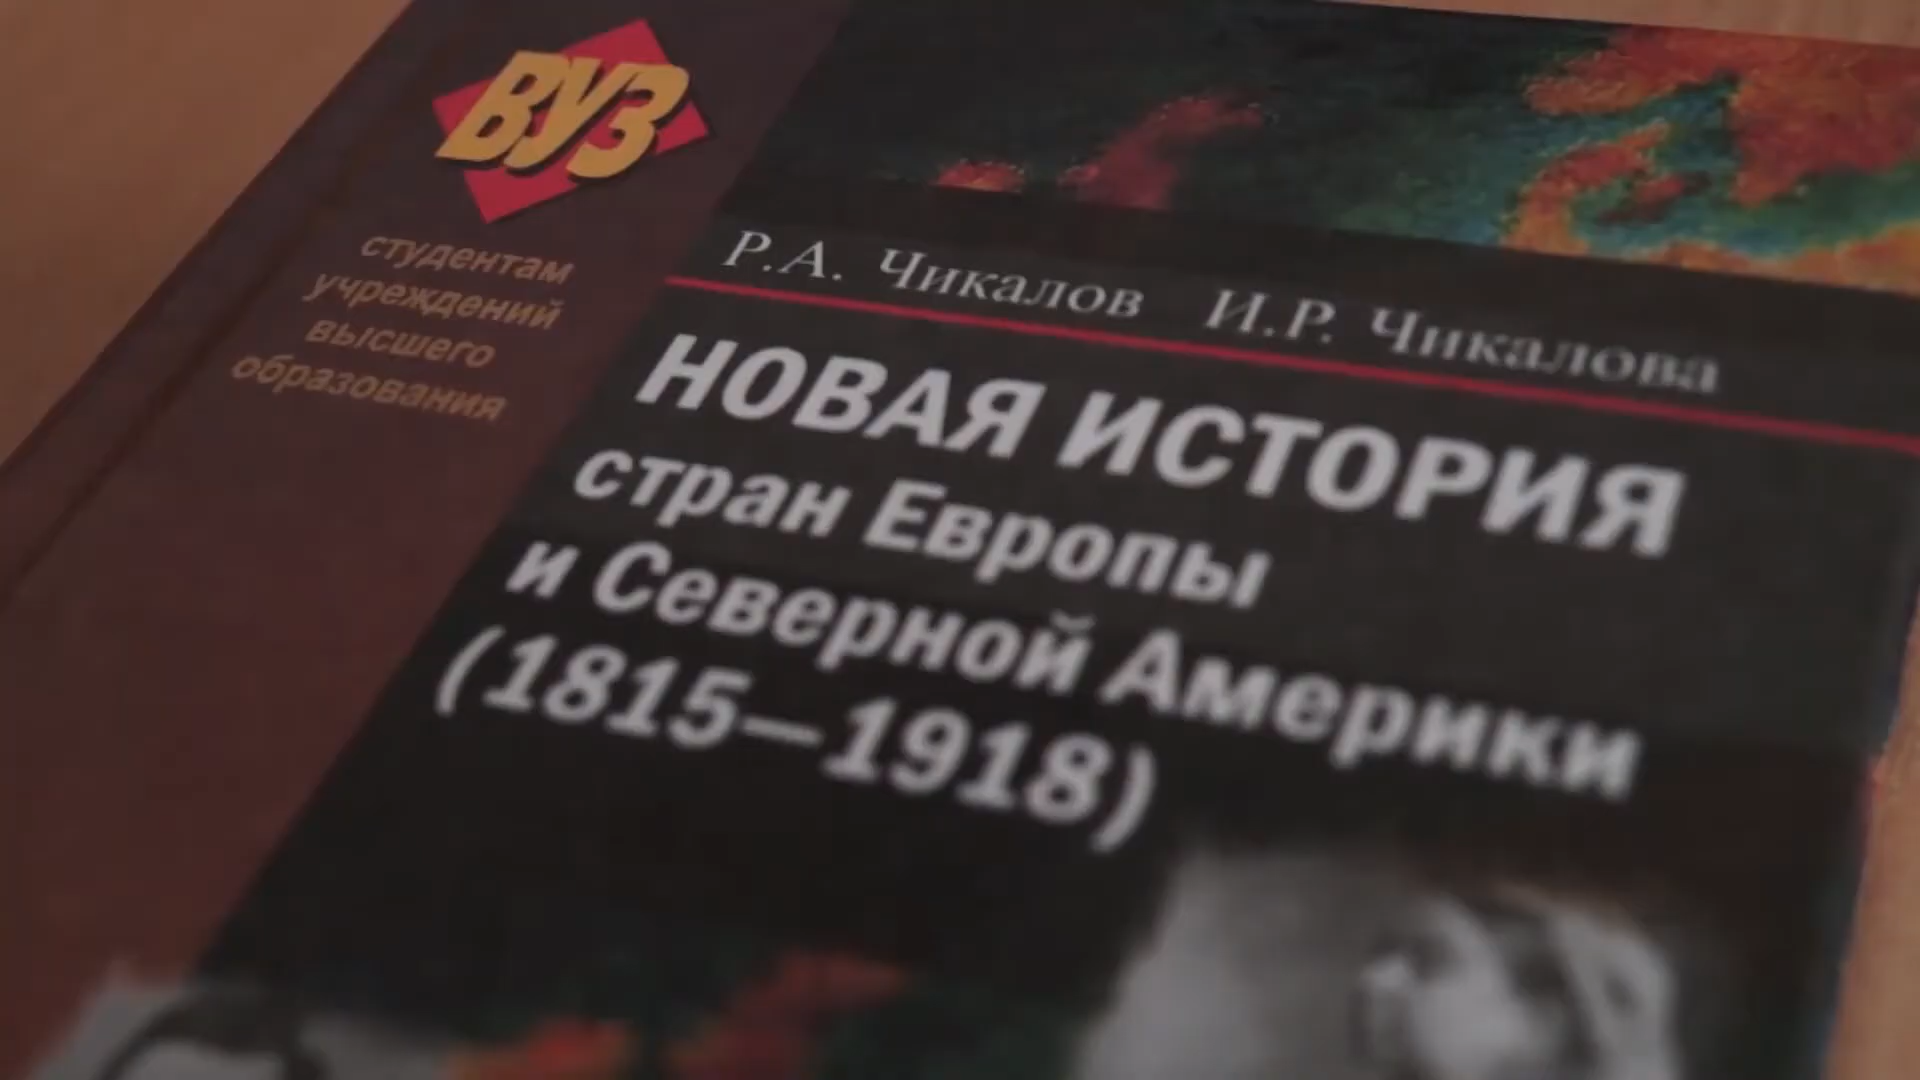 ВУЗ
студентам
учреждений
высшего
образования
Р.А. Чикалов И.Р. Чикалова
НОВАЯ ИСТОРИЯ
стран Европы
и Северной Америки
(1815—1918)